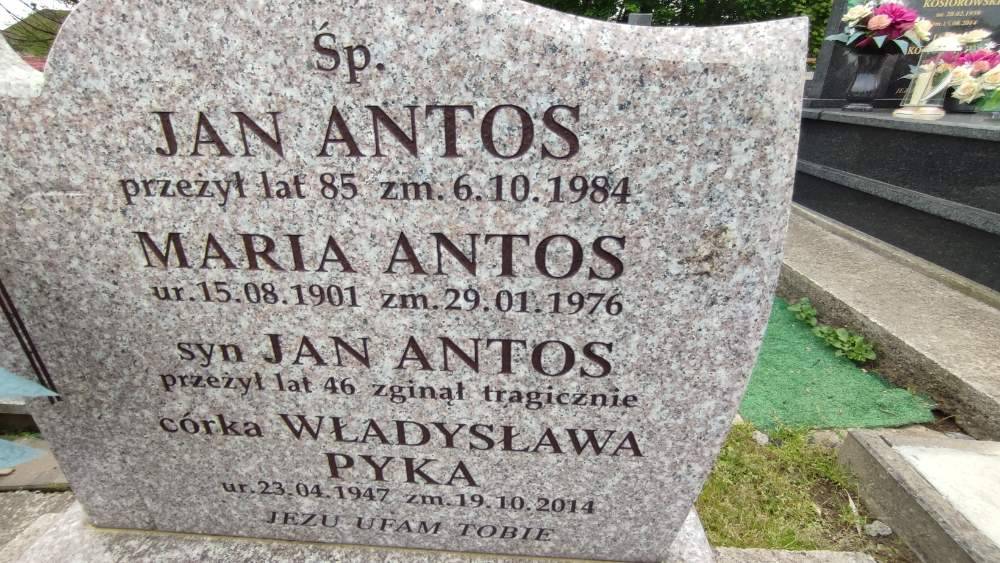 Śp.
JAN ANTOS
przeżył lat 85 zm. 6.10.1984
MARIA ANTOS
ur. 15.08.1901 zm. 29.01.1976
syn JAN ANTOS
przeżył lat 46 zginął tragicznie
córka WŁADYSŁAWA
PYKA
ur. 23.04.1947 zm. 19.10.2014
JEZU UFAM TOBIE
KOSIOROWSKI